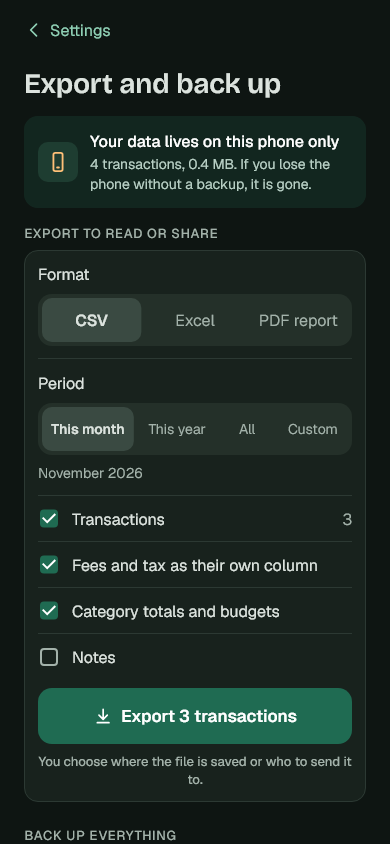 Settings
Export and back up
Your data lives on this phone only
4 transactions, 0.4 MB. If you lose the
phone without a backup, it is gone.
EXPORT TO READ OR SHARE
Format
CSV Excel PDF report
Period
This month This year All Custom
November 2026
Transactions 3
Fees and tax as their own column
Category totals and budgets
Notes
Export 3 transactions
You choose where the file is saved or who to send it
to.
BACK UP EVERYTHING